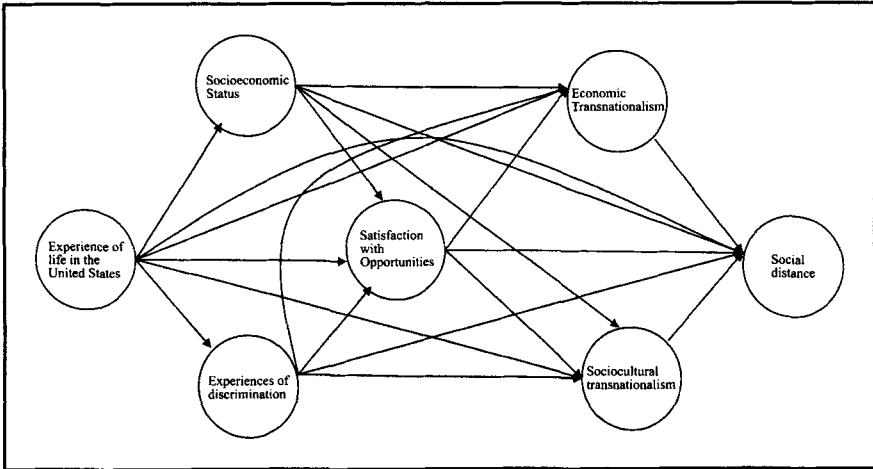 Socioeconomic
Status
Economic
Transnationalism
Experience of
life in the
United States
Satisfaction
with
Opportunities
Social
distance
Experiences of
discrimination
Sociocultural
transnationalism